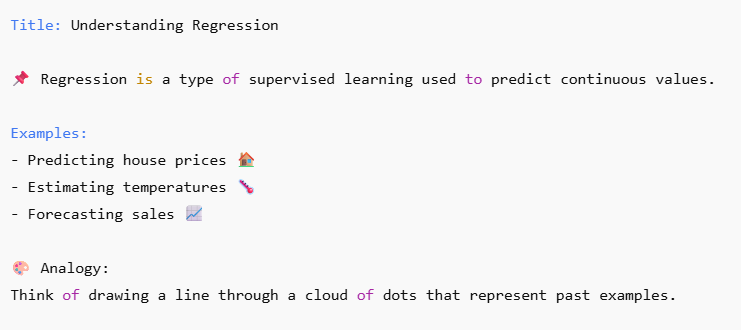 Title: Understanding Regression
📌 Regression is a type of supervised learning used to predict continuous values.
Examples:
- Predicting house prices 🏠
- Estimating temperatures 🌡️
- Forecasting sales 📈
🎨 Analogy:
Think of drawing a line through a cloud of dots that represent past examples.